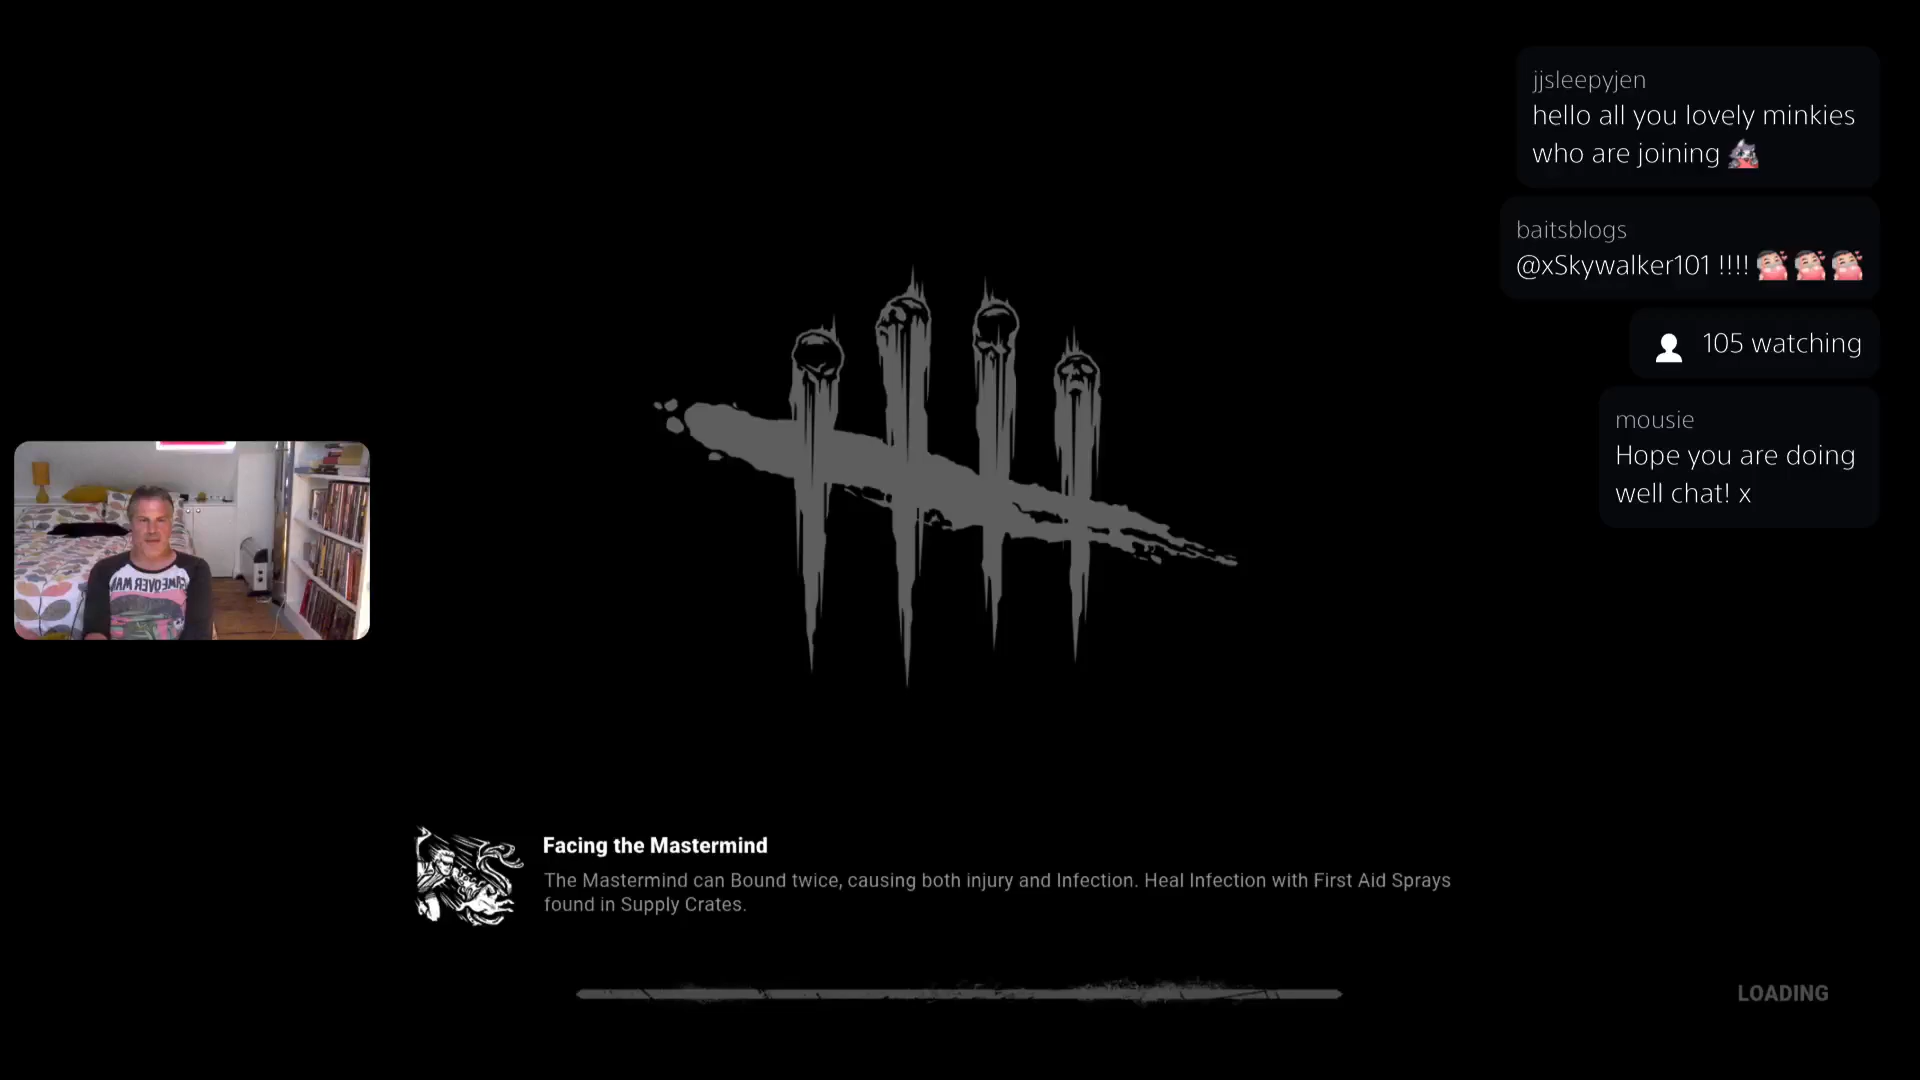 jjsleepyjen
hello all you lovely minkies
who are joining
baitsblogs
@xSkywalker101 !!!!
105 watching
mousie
Hope you are doing
well chat! x
GAMEOVER MAN
Facing the Mastermind
The Mastermind can Bound twice, causing both injury and Infection. Heal Infection with First Aid Sprays
found in Supply Crates.
LOADING